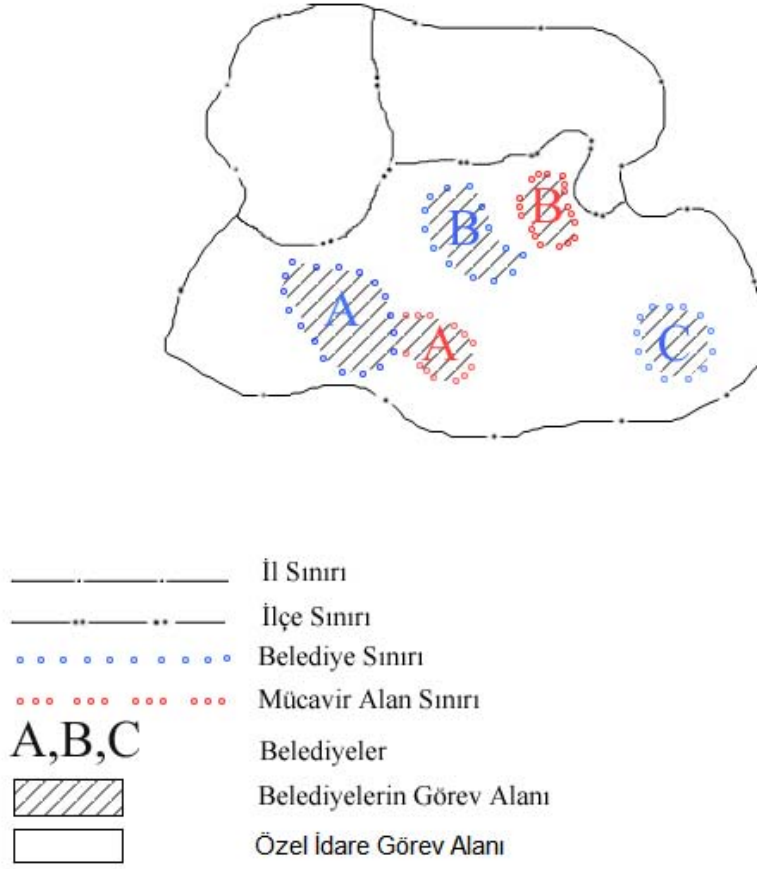 B
B
A
A
C
İl Sınırı
İlçe Sınırı
Belediye Sınırı
Mücavir Alan Sınırı
A,B,C Belediyeler
Belediyelerin Görev Alanı
Özel İdare Görev Alanı